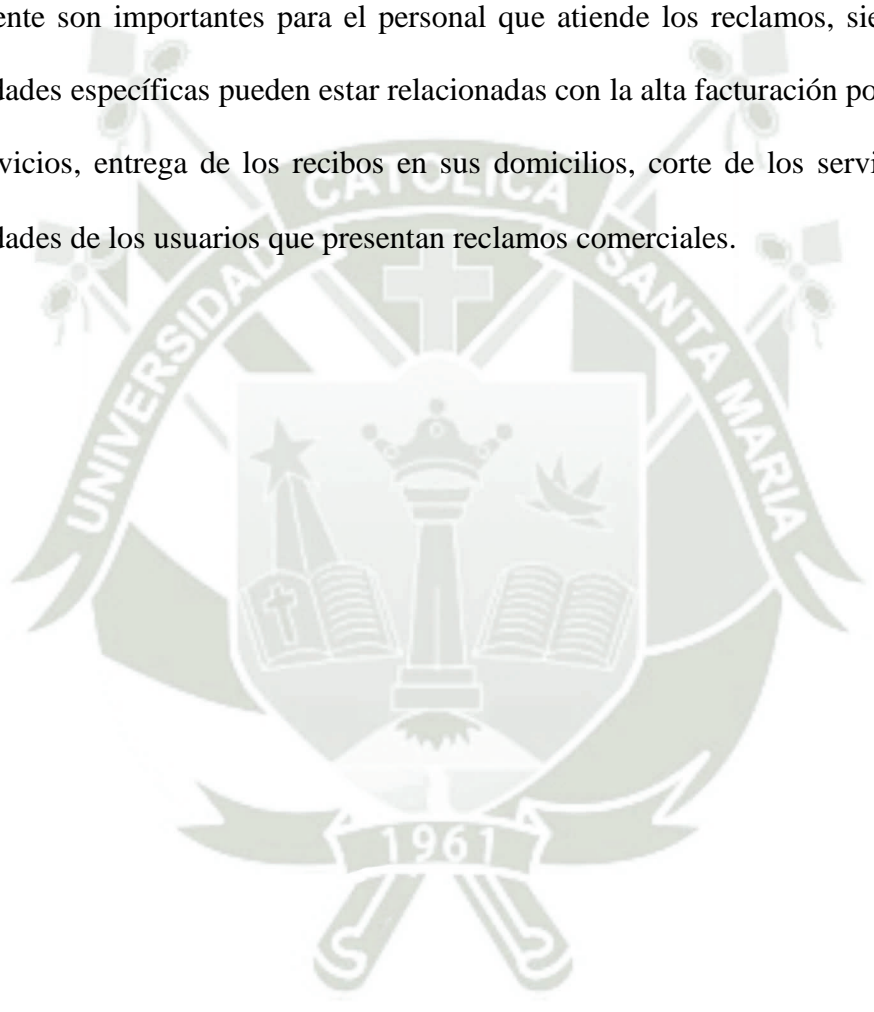 ente son importantes para el personal que atiende los reclamos, sie
dades específicas pueden estar relacionadas con la alta facturación po
vicios, entrega de los recibos en sus domicilios, corte de los servi
dades de los usuarios que presentan reclamos comerciales.
UNIVERSIDAD CATOLICA SANTA MARIA
1961